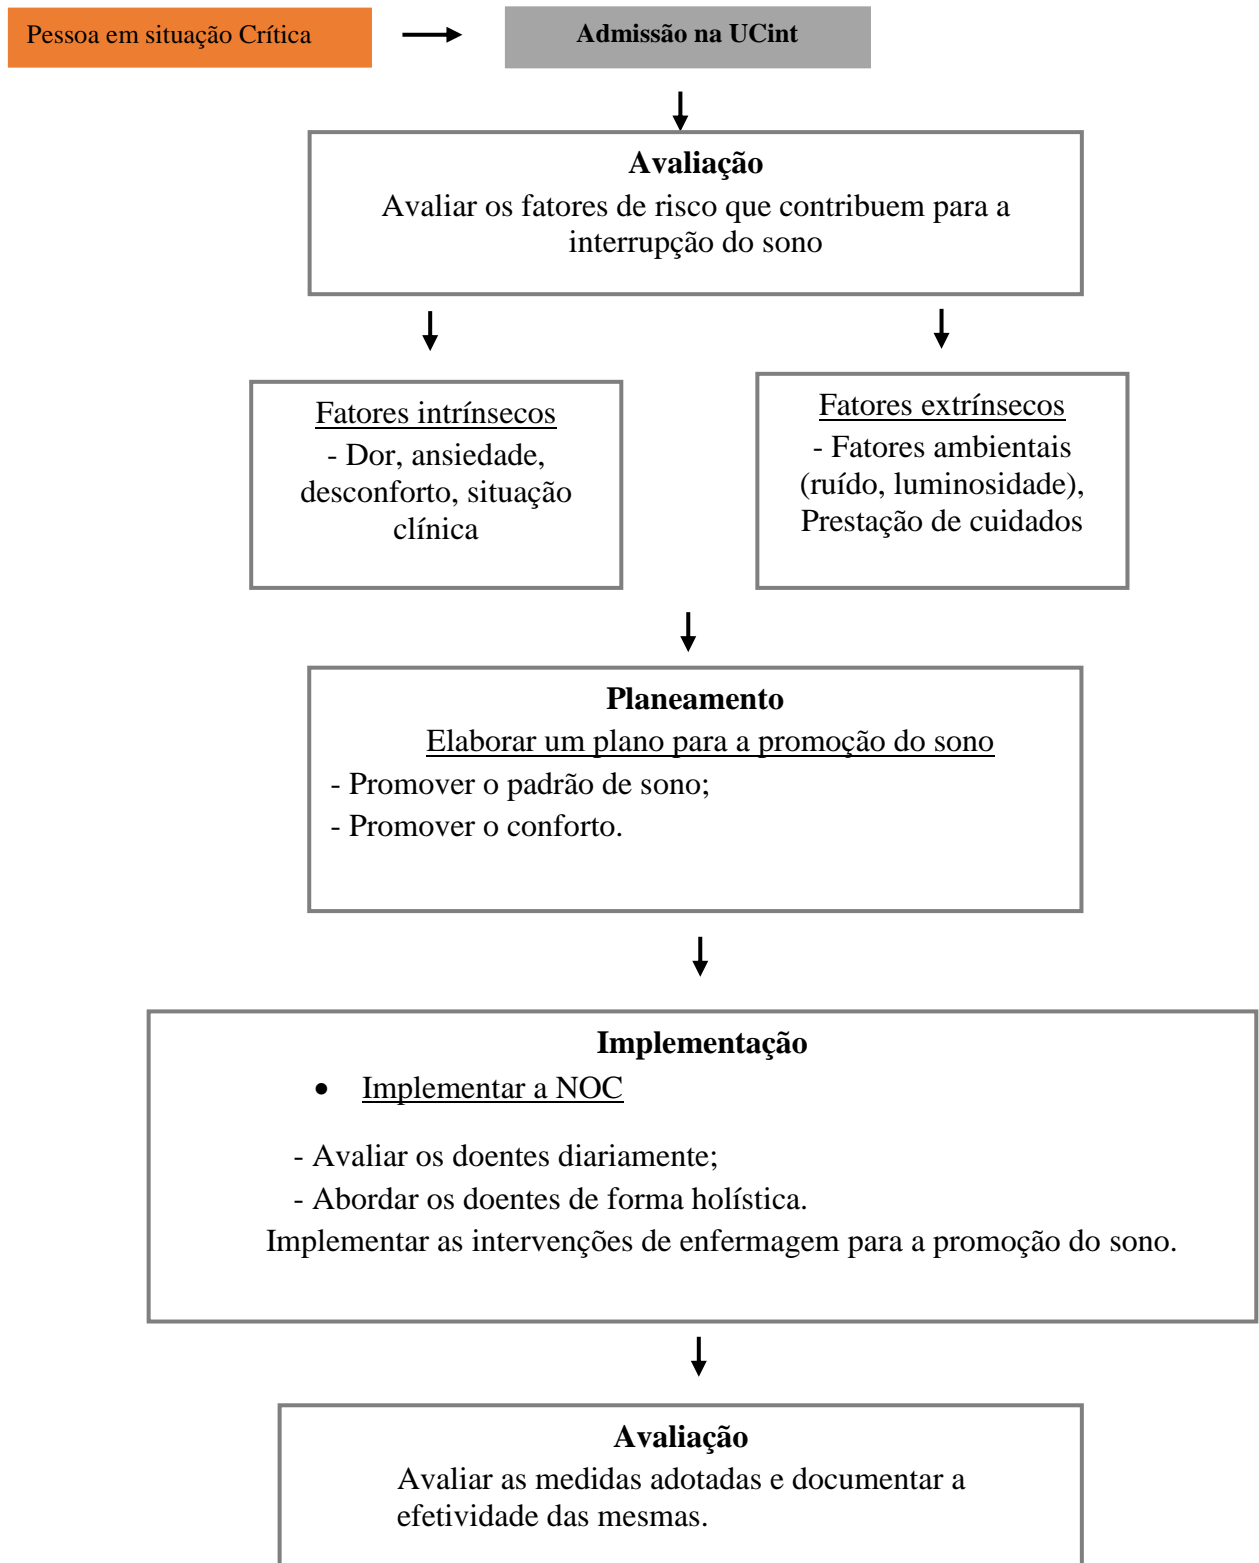 Pessoa em situação Crítica
Admissão na UCint
Avaliação
Avaliar os fatores de risco que contribuem para a
interrupção do sono
Fatores intrínsecos
- Dor, ansiedade,
desconforto, situação
clínica
Fatores extrínsecos
- Fatores ambientais
(ruído, luminosidade),
Prestação de cuidados
Planeamento
Elaborar um plano para a promoção do sono
- Promover o padrão de sono;
- Promover o conforto.
Implementação
• Implementar a NOC
- Avaliar os doentes diariamente;
- Abordar os doentes de forma holística.
Implementar as intervenções de enfermagem para a promoção do sono.
Avaliação
Avaliar as medidas adotadas e documentar a
efetividade das mesmas.